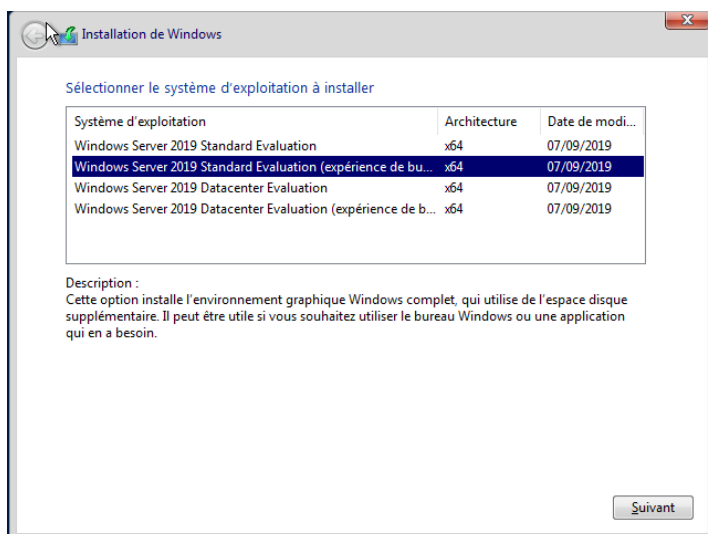 Installation de Windows
Sélectionner le système d'exploitation à installer
Système d'exploitation Architecture Date de modi...
Windows Server 2019 Standard Evaluation x64 07/09/2019
Windows Server 2019 Standard Evaluation (expérience de bu... x64 07/09/2019
Windows Server 2019 Datacenter Evaluation x64 07/09/2019
Windows Server 2019 Datacenter Evaluation (expérience de b... x64 07/09/2019
Description :
Cette option installe l'environnement graphique Windows complet, qui utilise de l'espace disque
supplémentaire. Il peut être utile si vous souhaitez utiliser le bureau Windows ou une application
qui en a besoin.
Suivant